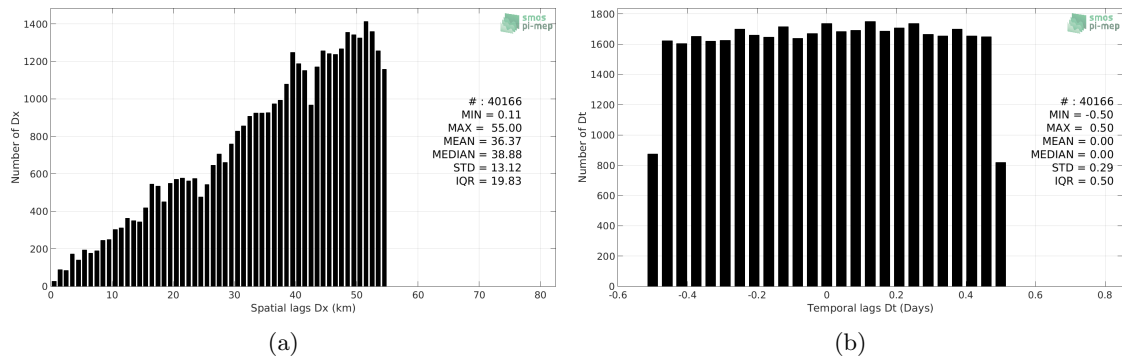 1400
1200
1000
800
600
400
200
0
Number of Dx
0 10 20 30 40 50 60 70 80
Spatial lags Dx (km)
smos
pi-mep
# : 40166
MIN = 0.11
MAX = 55.00
MEAN = 36.37
MEDIAN = 38.88
STD = 13.12
IQR = 19.83
(a)
1800
1600
1400
1200
1000
800
600
400
200
0
Number of Dt
-0.6 -0.4 -0.2 0 0.2 0.4 0.6 0.8
Temporal lags Dt (Days)
smos
pi-mep
# : 40166
MIN = -0.50
MAX = 0.50
MEAN = 0.00
MEDIAN = 0.00
STD = 0.29
IQR = 0.50
(b)